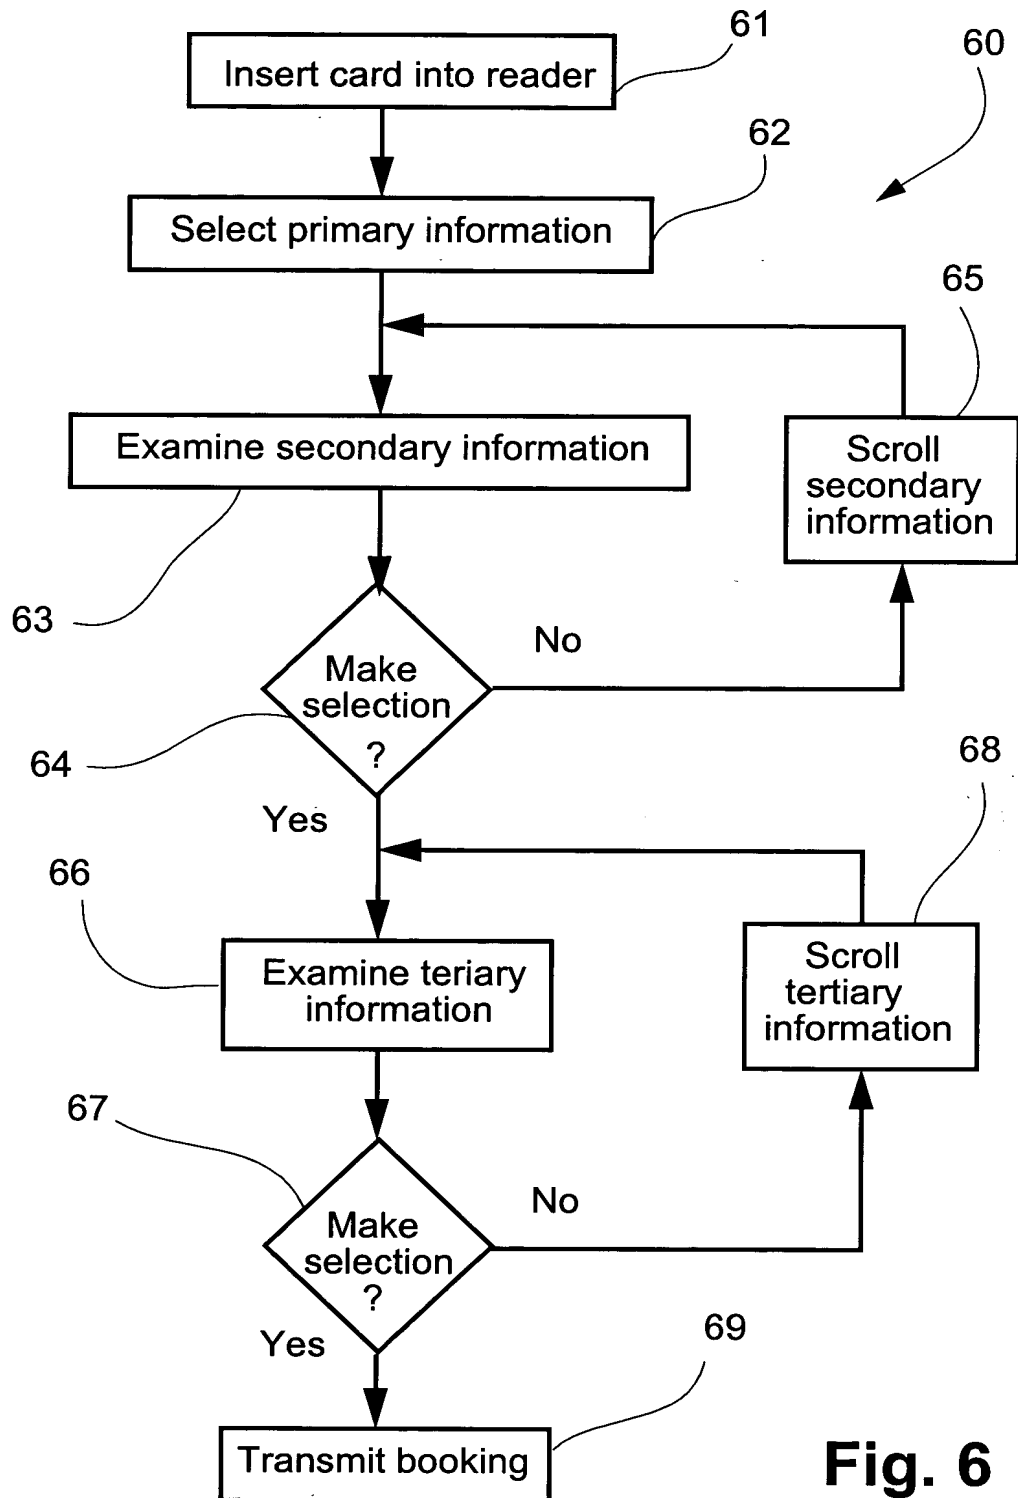 61
60
Insert card into reader
62
Select primary information
65
Examine secondary information
Scroll
secondary
information
63
No
Make
selection
?
64
68
Yes
66
Examine teriary
information
Scroll
tertiary
information
67
No
Make
selection
?
Yes
69
Transmit booking
Fig. 6